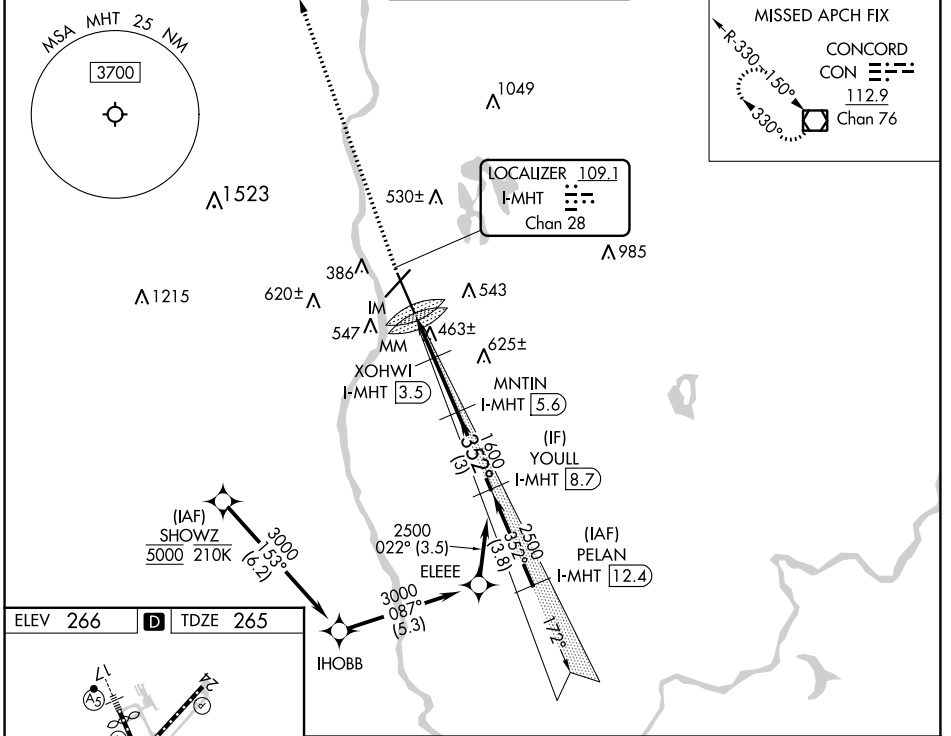 MSA MHT 25 NM
3700
MISSED APCH FIX
R-330
150°
330°
CONCORD
CON
112.9
Chan 76
1049
LOCALIZER 109.1
I-MHT
Chan 28
1523
530±
985
386
1215
620±
543
IM
547
463±
MM
625±
XOHWI
I-MHT 3.5
MNTIN
I-MHT 5.6
1600
352°
(3)
(IF)
YOULL
I-MHT 8.7
2500
352°
(3.8)
(IAF)
PELAN
I-MHT 12.4
172°
(IAF)
SHOWZ
5000 210K
3000
153°
(6.2)
2500
022° (3.5)
ELEEE
3000
087°
(5.3)
IHOBB
ELEV 266
D
TDZE 265
17
A5
24
P